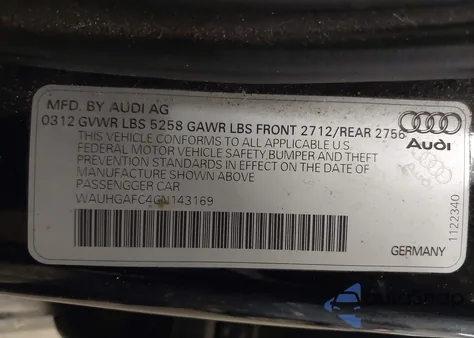 MFD. BY AUDI AG
0312 GVWR LBS 5258 GAWR LBS FRONT 2712/REAR 2756
THIS VEHICLE CONFORMS TO ALL APPLICABLE U.S.
FEDERAL MOTOR VEHICLE SAFETY BUMPER AND THEFT
PREVENTION STANDARDS IN EFFECT ON THE DATE OF
MANUFACTURE SHOWN ABOVE
PASSENGGER CAR
WAUHGAFC4CN143169
Audi
1122340
GERMANY